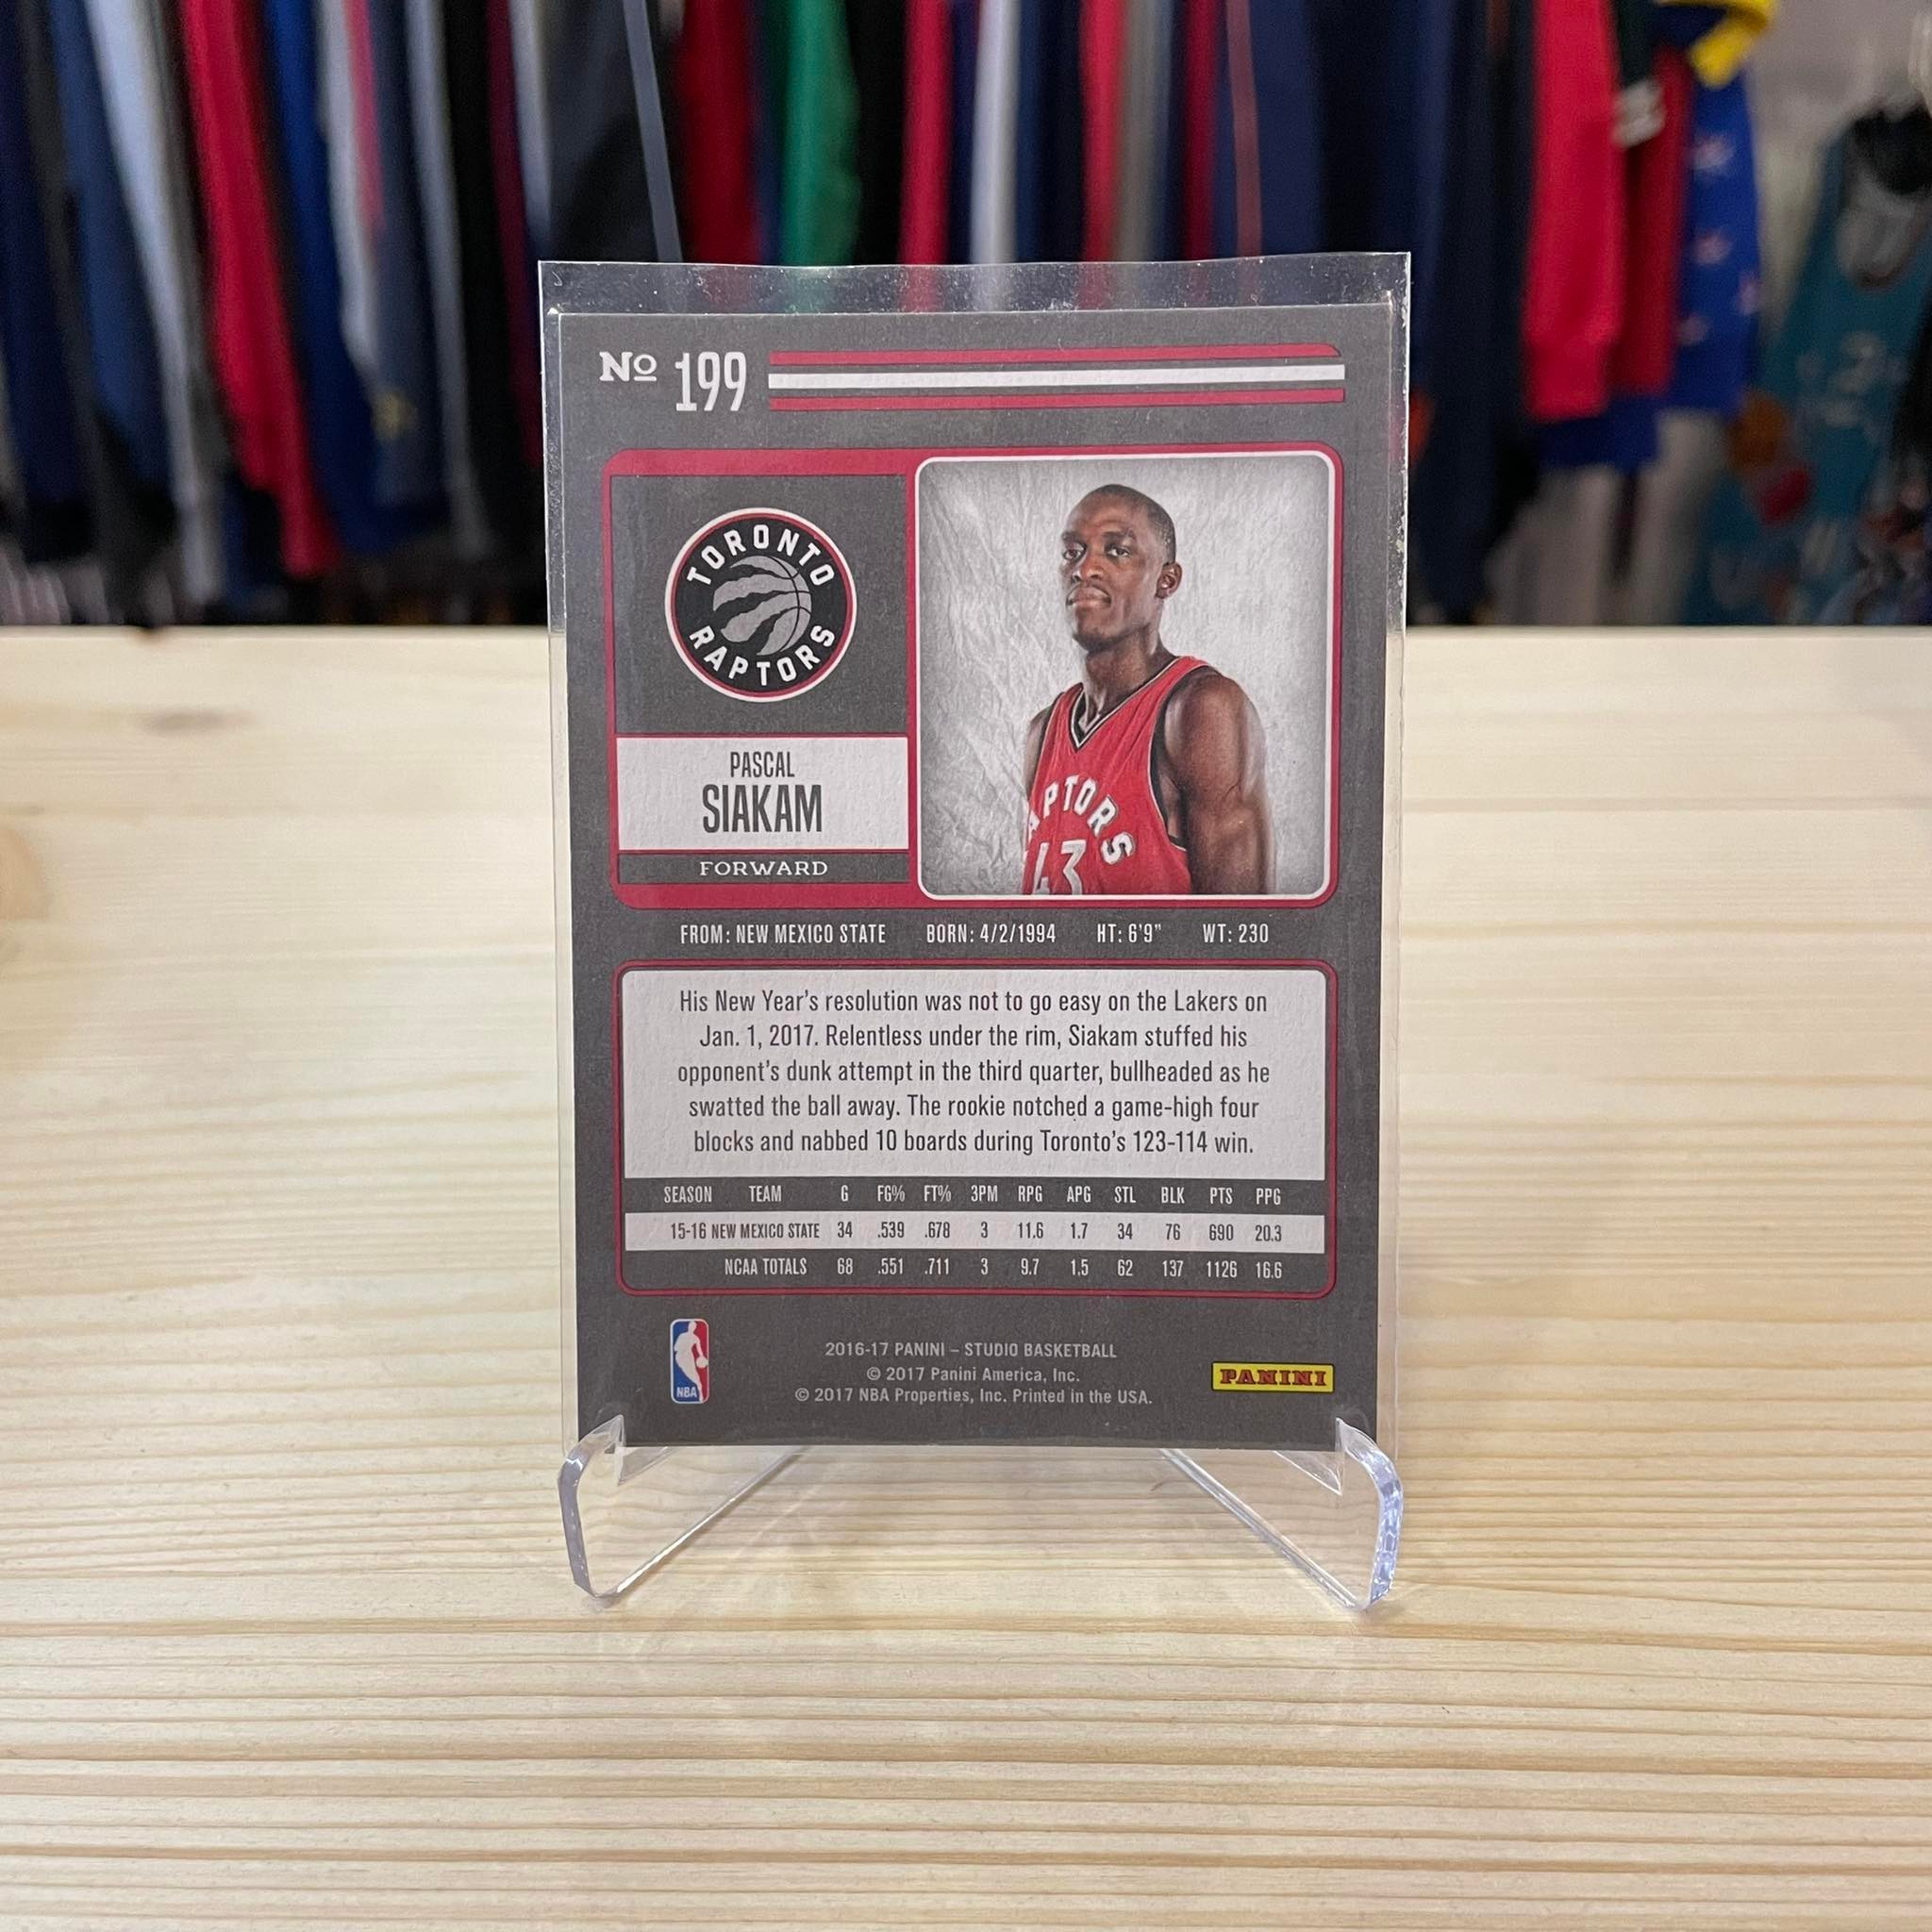 No 199
TORONTO
RAPTORS
PASCAL
SIAKAM
FORWARD
APTORS
43
FROM: NEW MEXICO STATE BORN: 4/2/1994 HT: 6'9" WT: 230
His New Year's resolution was not to go easy on the Lakers on
Jan. 1, 2017. Relentless under the rim, Siakam stuffed his
opponent's dunk attempt in the third quarter, bullheaded as he
swatted the ball away. The rookie notched a game-high four
blocks and nabbed 10 boards during Toronto's 123-114 win.
SEASON TEAM G FG% FT% 3PM RPG APG STL BLK PTS PPG
15-16 NEW MEXICO STATE 34 .539 .678 3 11.6 1.7 34 76 690 20.3
NCAA TOTALS 68 .551 .711 3 9.7 1.5 62 137 1126 16.6
NBA
2016-17 PANINI – STUDIO BASKETBALL
© 2017 Panini America, Inc.
© 2017 NBA Properties, Inc. Printed in the USA.
PANINI